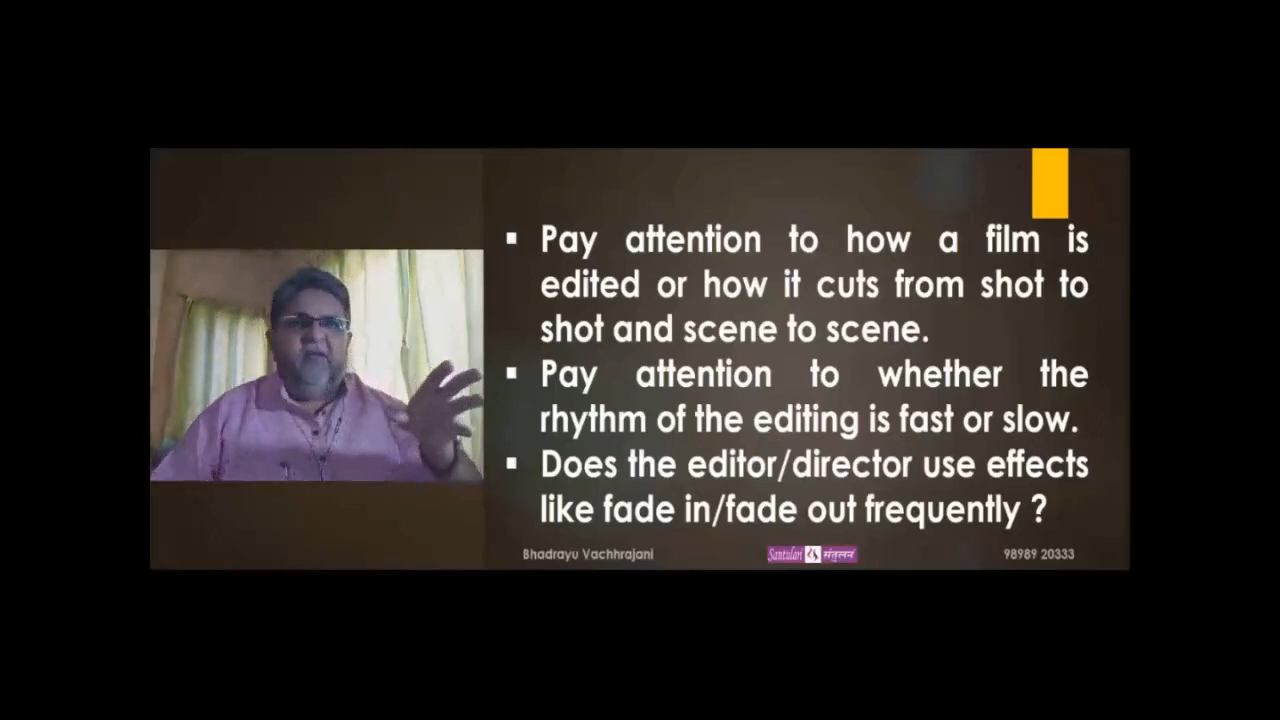 ▪ Pay attention to how a film is
edited or how it cuts from shot to
shot and scene to scene.
▪ Pay attention to whether the
rhythm of the editing is fast or slow.
▪ Does the editor/director use effects
like fade in/fade out frequently ?
Bhadrayu Vachhrajani Santulan संतुलन 98989 20333